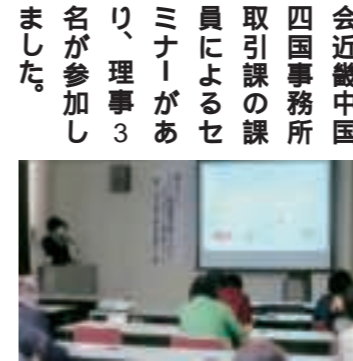 会近畿中国
四国事務所
取引課の課
員によるセ
ミナーがあ
り、理事3
名が参加し
ました。